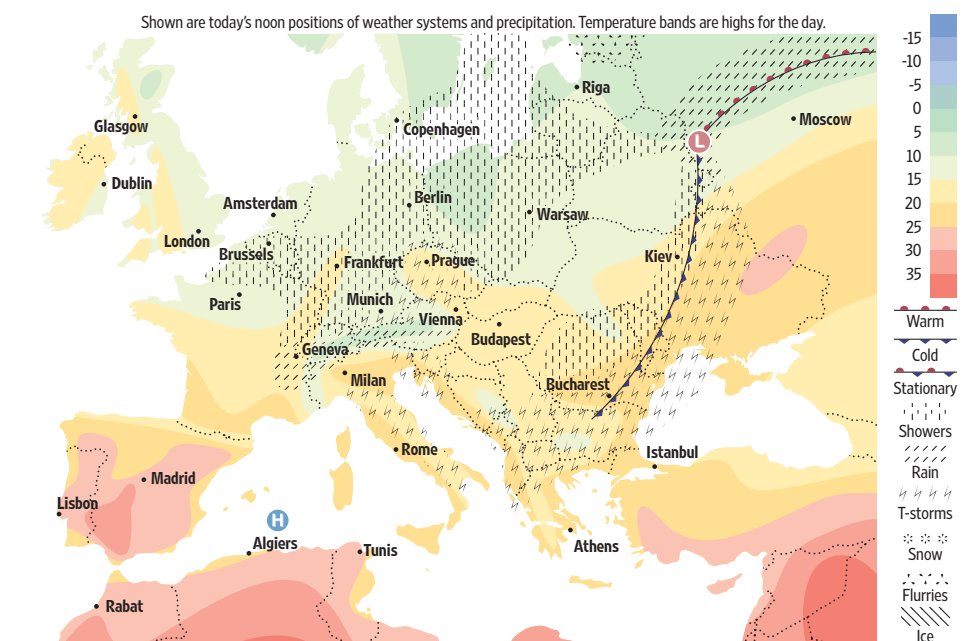 Shown are today's noon positions of weather systems and precipitation. Temperature bands are highs for the day.
-15
-10
-5
0
5
10
15
20
25
30
35
Warm
Cold
Stationary
Showers
Rain
T-storms
Snow
Flurries
Ice
Riga
Moscow
Glasgow
Copenhagen
L
Dublin
Amsterdam
Berlin
Warsaw
London
Brussels
Frankfurt
Prague
Kiev
Paris
Munich
Vienna
Budapest
Geneva
Milan
Bucharest
Rome
Istanbul
Madrid
Lisbon
H
Algiers
Tunis
Athens
Rabat